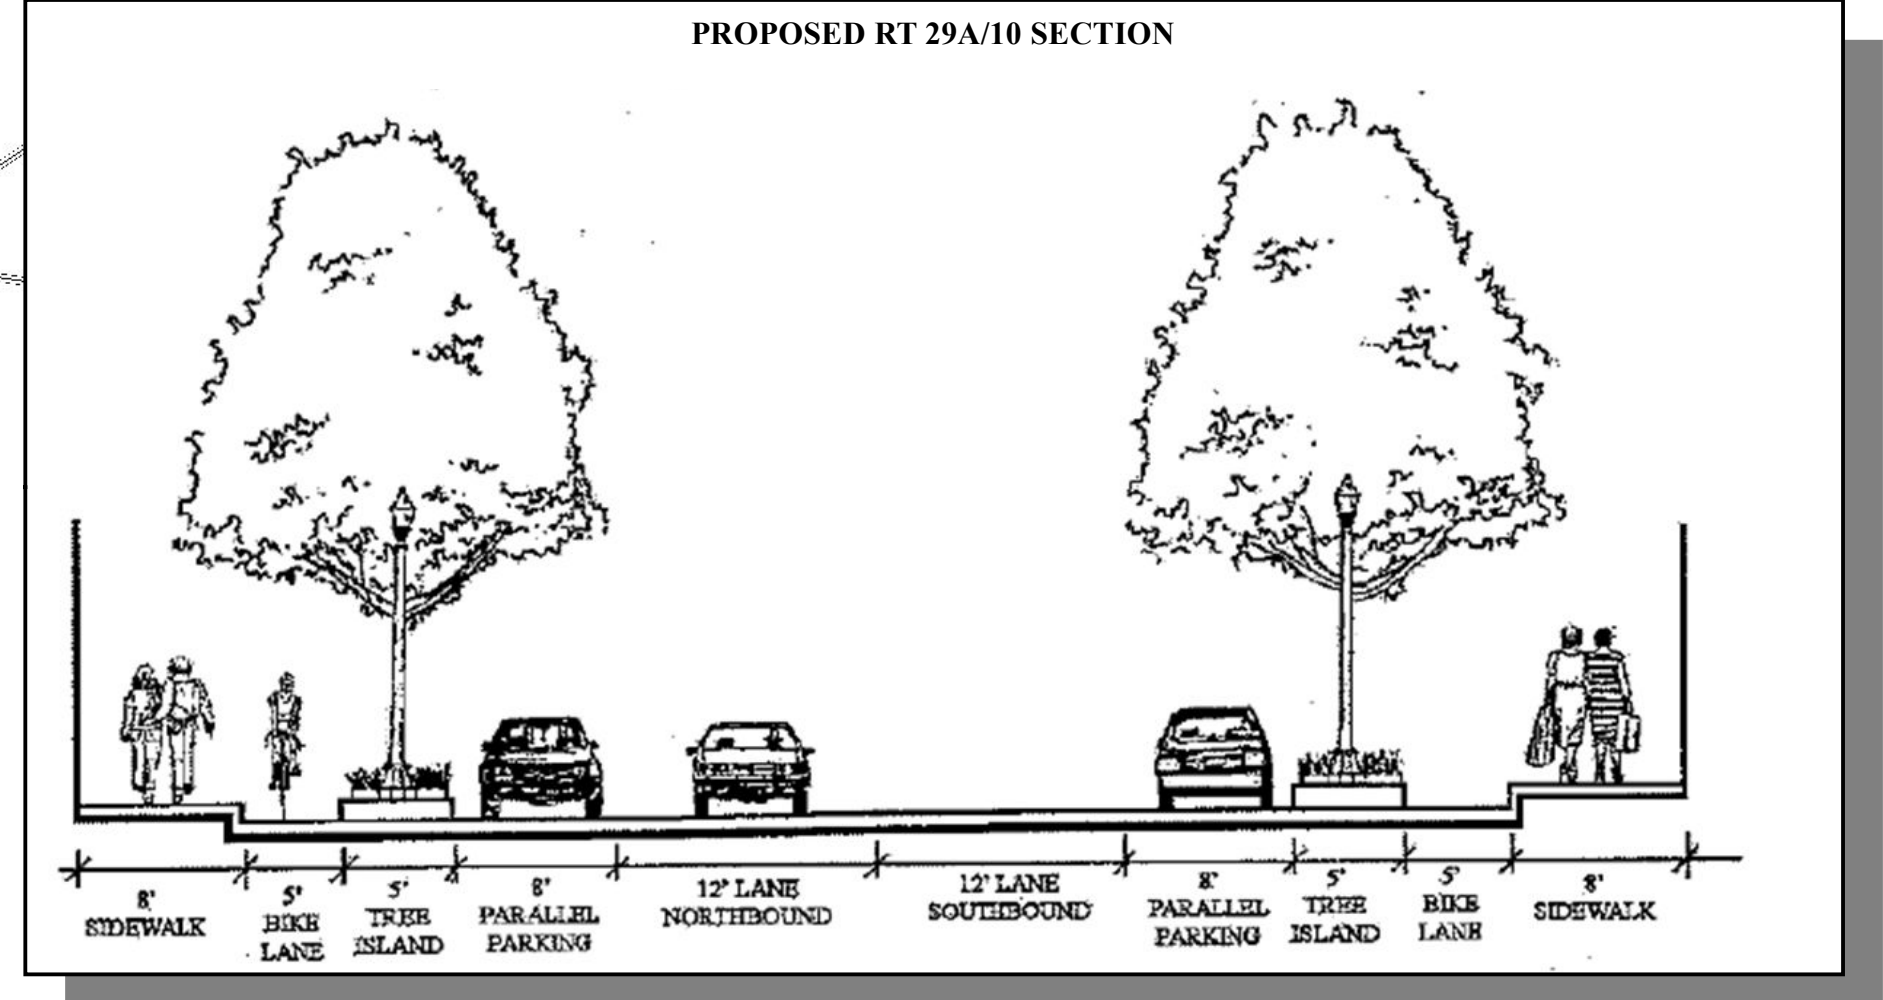 PROPOSED RT 29A/10 SECTION
8'
SIDEWALK
5'
BIKE
LANE
5'
TREE
ISLAND
8'
PARALLEL
PARKING
12' LANE
NORTHBOUND
12' LANE
SOUTHBOUND
8'
PARALLEL
PARKING
5'
TREE
ISLAND
5'
BIKE
LANE
8'
SIDEWALK